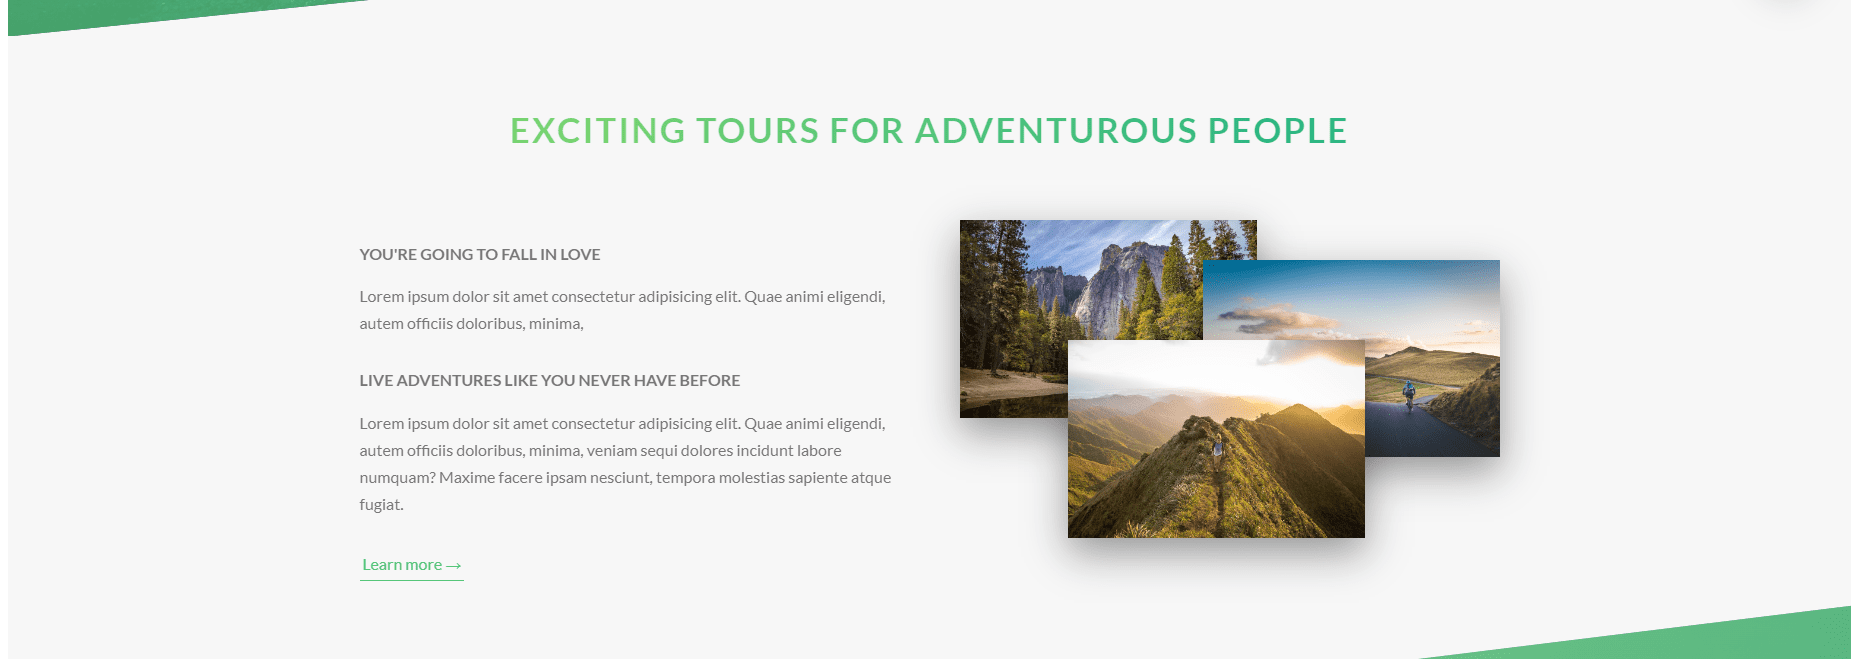 EXCITING TOURS FOR ADVENTUROUS PEOPLE
YOU'RE GOING TO FALL IN LOVE
Lorem ipsum dolor sit amet consectetur adipisicing elit. Quae animi eligendi,
autem officiis doloribus, minima,
LIVE ADVENTURES LIKE YOU NEVER HAVE BEFORE
Lorem ipsum dolor sit amet consectetur adipisicing elit. Quae animi eligendi,
autem officiis doloribus, minima, veniam sequi dolores incidunt labore
numquam? Maxime facere ipsam nesciunt, tempora molestias sapiente atque
fugiat.
Learn more →